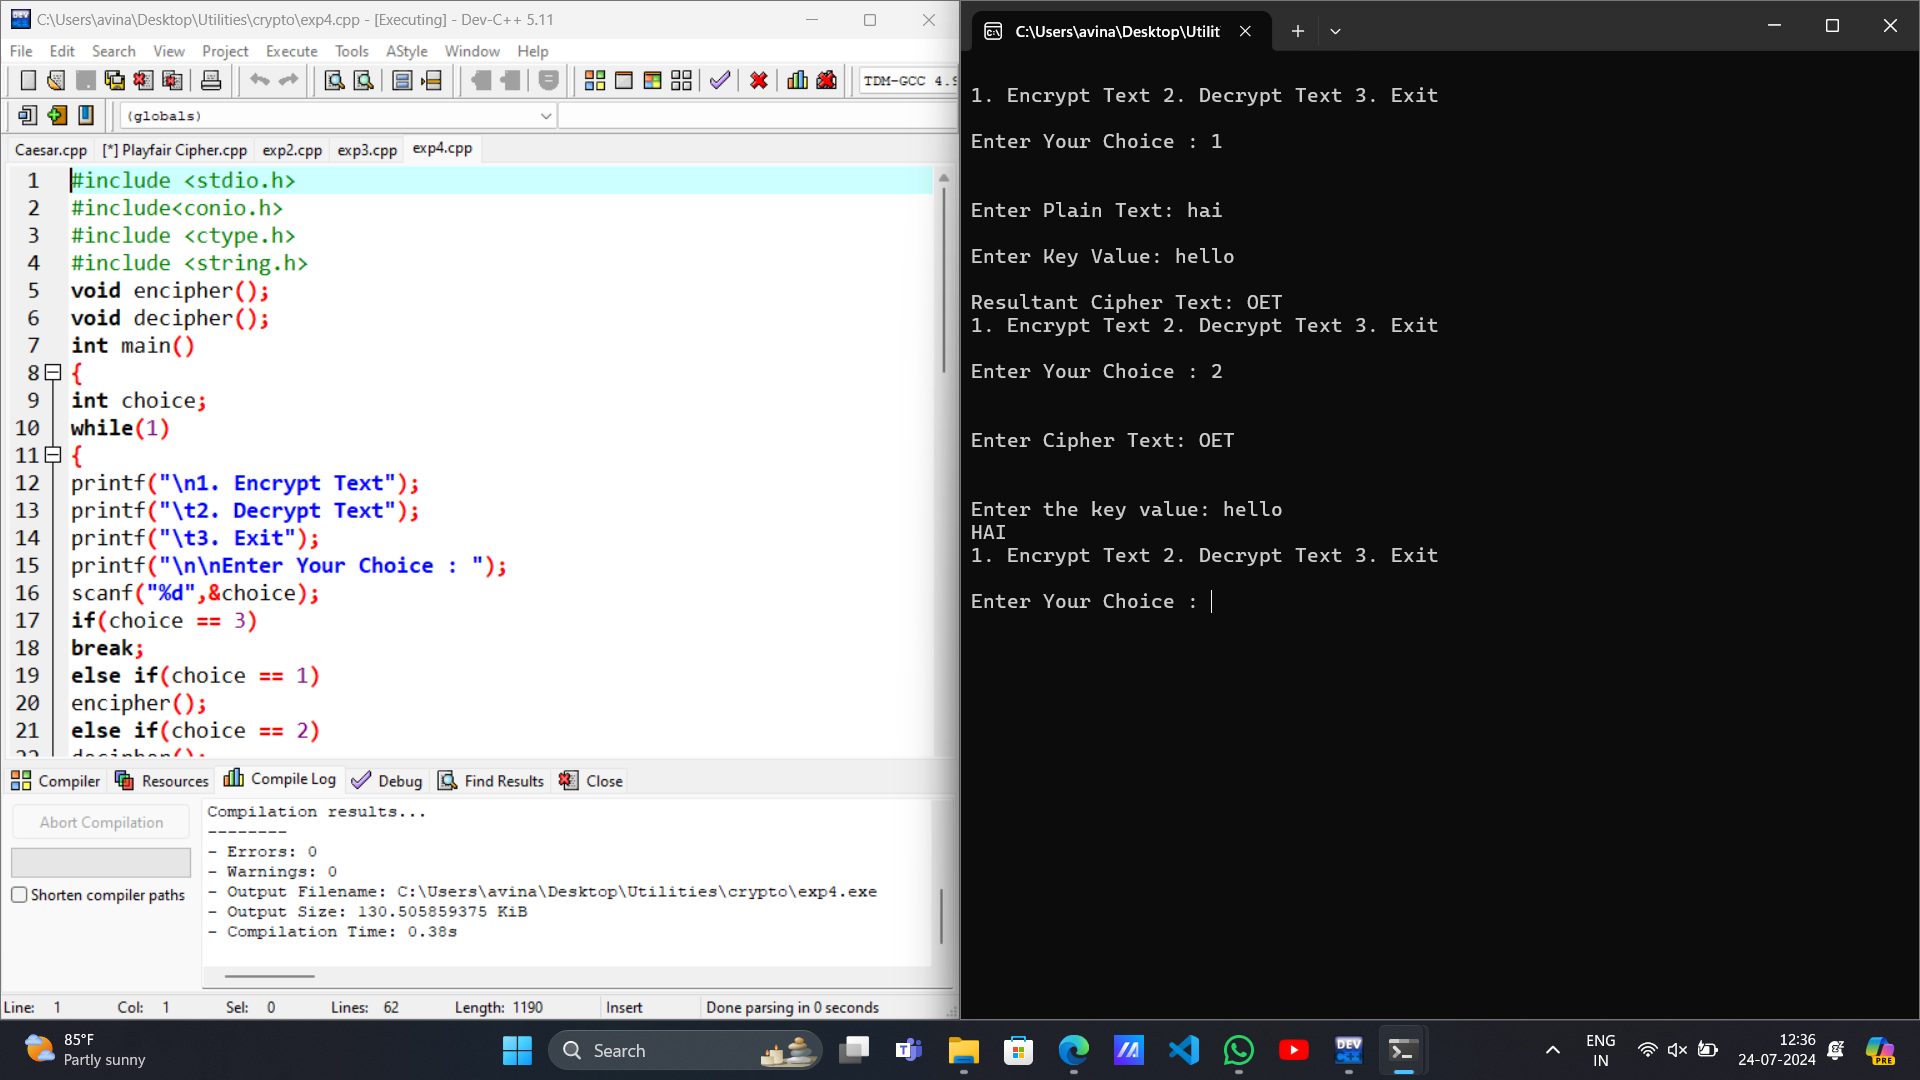 C:\Users\avina\Desktop\Utilities\crypto\exp4.cpp - [Executing] - Dev-C++ 5.11
File Edit Search View Project Execute Tools AStyle Window Help
TDM-GCC 4.9
(globals)
Caesar.cpp [*] Playfair Cipher.cpp exp2.cpp exp3.cpp exp4.cpp
1 #include <stdio.h>
2 #include<conio.h>
3 #include <ctype.h>
4 #include <string.h>
5 void encipher();
6 void decipher();
7 int main()
8 {
9 int choice;
10 while(1)
11 {
12 printf("\n1. Encrypt Text");
13 printf("\t2. Decrypt Text");
14 printf("\t3. Exit");
15 printf("\n\nEnter Your Choice : ");
16 scanf("%d",&choice);
17 if(choice == 3)
18 break;
19 else if(choice == 1)
20 encipher();
21 else if(choice == 2)
22 decipher();
Compiler Resources Compile Log Debug Find Results Close
Abort Compilation
Shorten compiler paths
Compilation results...
--------
- Errors: 0
- Warnings: 0
- Output Filename: C:\Users\avina\Desktop\Utilities\crypto\exp4.exe
- Output Size: 130.505859375 KiB
- Compilation Time: 0.38s
Line: 1 Col: 1 Sel: 0 Lines: 62 Length: 1190 Insert Done parsing in 0 seconds
C:\Users\avina\Desktop\Utilit
1. Encrypt Text 2. Decrypt Text 3. Exit
Enter Your Choice : 1
Enter Plain Text: hai
Enter Key Value: hello
Resultant Cipher Text: OET
1. Encrypt Text 2. Decrypt Text 3. Exit
Enter Your Choice : 2
Enter Cipher Text: OET
Enter the key value: hello
HAI
1. Encrypt Text 2. Decrypt Text 3. Exit
Enter Your Choice :
85°F
Partly sunny
Search
DEV
C++
PRE
ENG
IN
12:36
24-07-2024